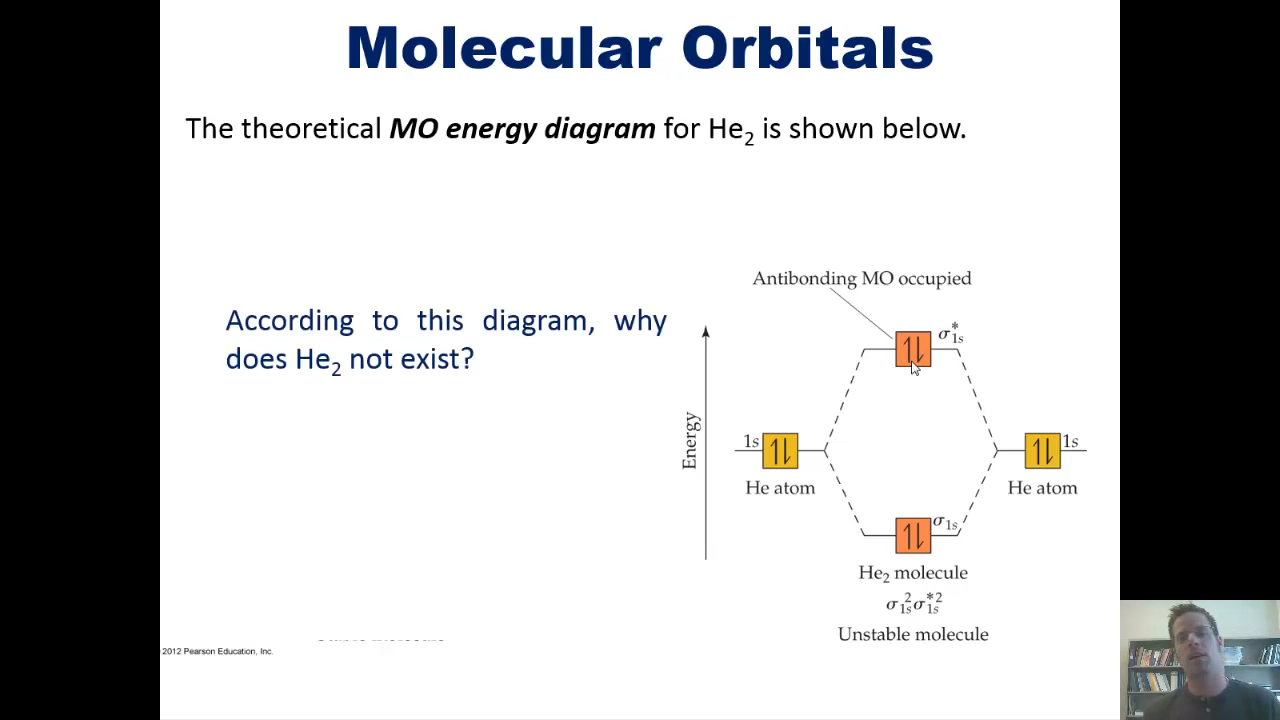 Molecular Orbitals
The theoretical MO energy diagram for He2 is shown below.
According to this diagram, why
does He2 not exist?
Antibonding MO occupied
σ*1s
Energy
1s
1s
He atom
He atom
σ1s
He2 molecule
σ1s2σ1s*2
Unstable molecule
2012 Pearson Education, Inc.